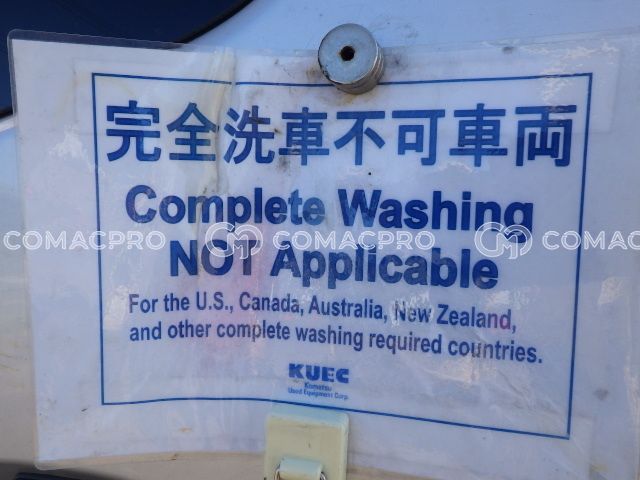 完全洗車不可車両
Complete Washing
NOT Applicable
COMACPRO COMACPRO COMACPRO
For the U.S., Canada, Australia, New Zealand,
and other complete washing required countries.
KUEC
Komatsu
Used Equipment Corp.